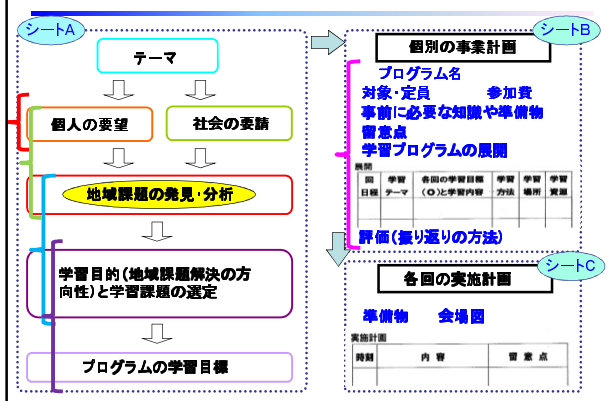 シートA
テーマ
個人の要望
社会の要請
地域課題の発見・分析
学習目的(地域課題解決の方
向性)と学習課題の選定
プログラムの学習目標
シートB
個別の事業計画
プログラム名
対象・定員 参加費
事前に必要な知識や準備物
留意点
学習プログラムの展開
展開
回 学習 各回の学習目標 学習 学習 学習
日程 テーマ (○)と学習内容 方法 場所 資源
評価(振り返りの方法)
シートC
各回の実施計画
準備物 会場図
実施計画
時刻 内容 留意点